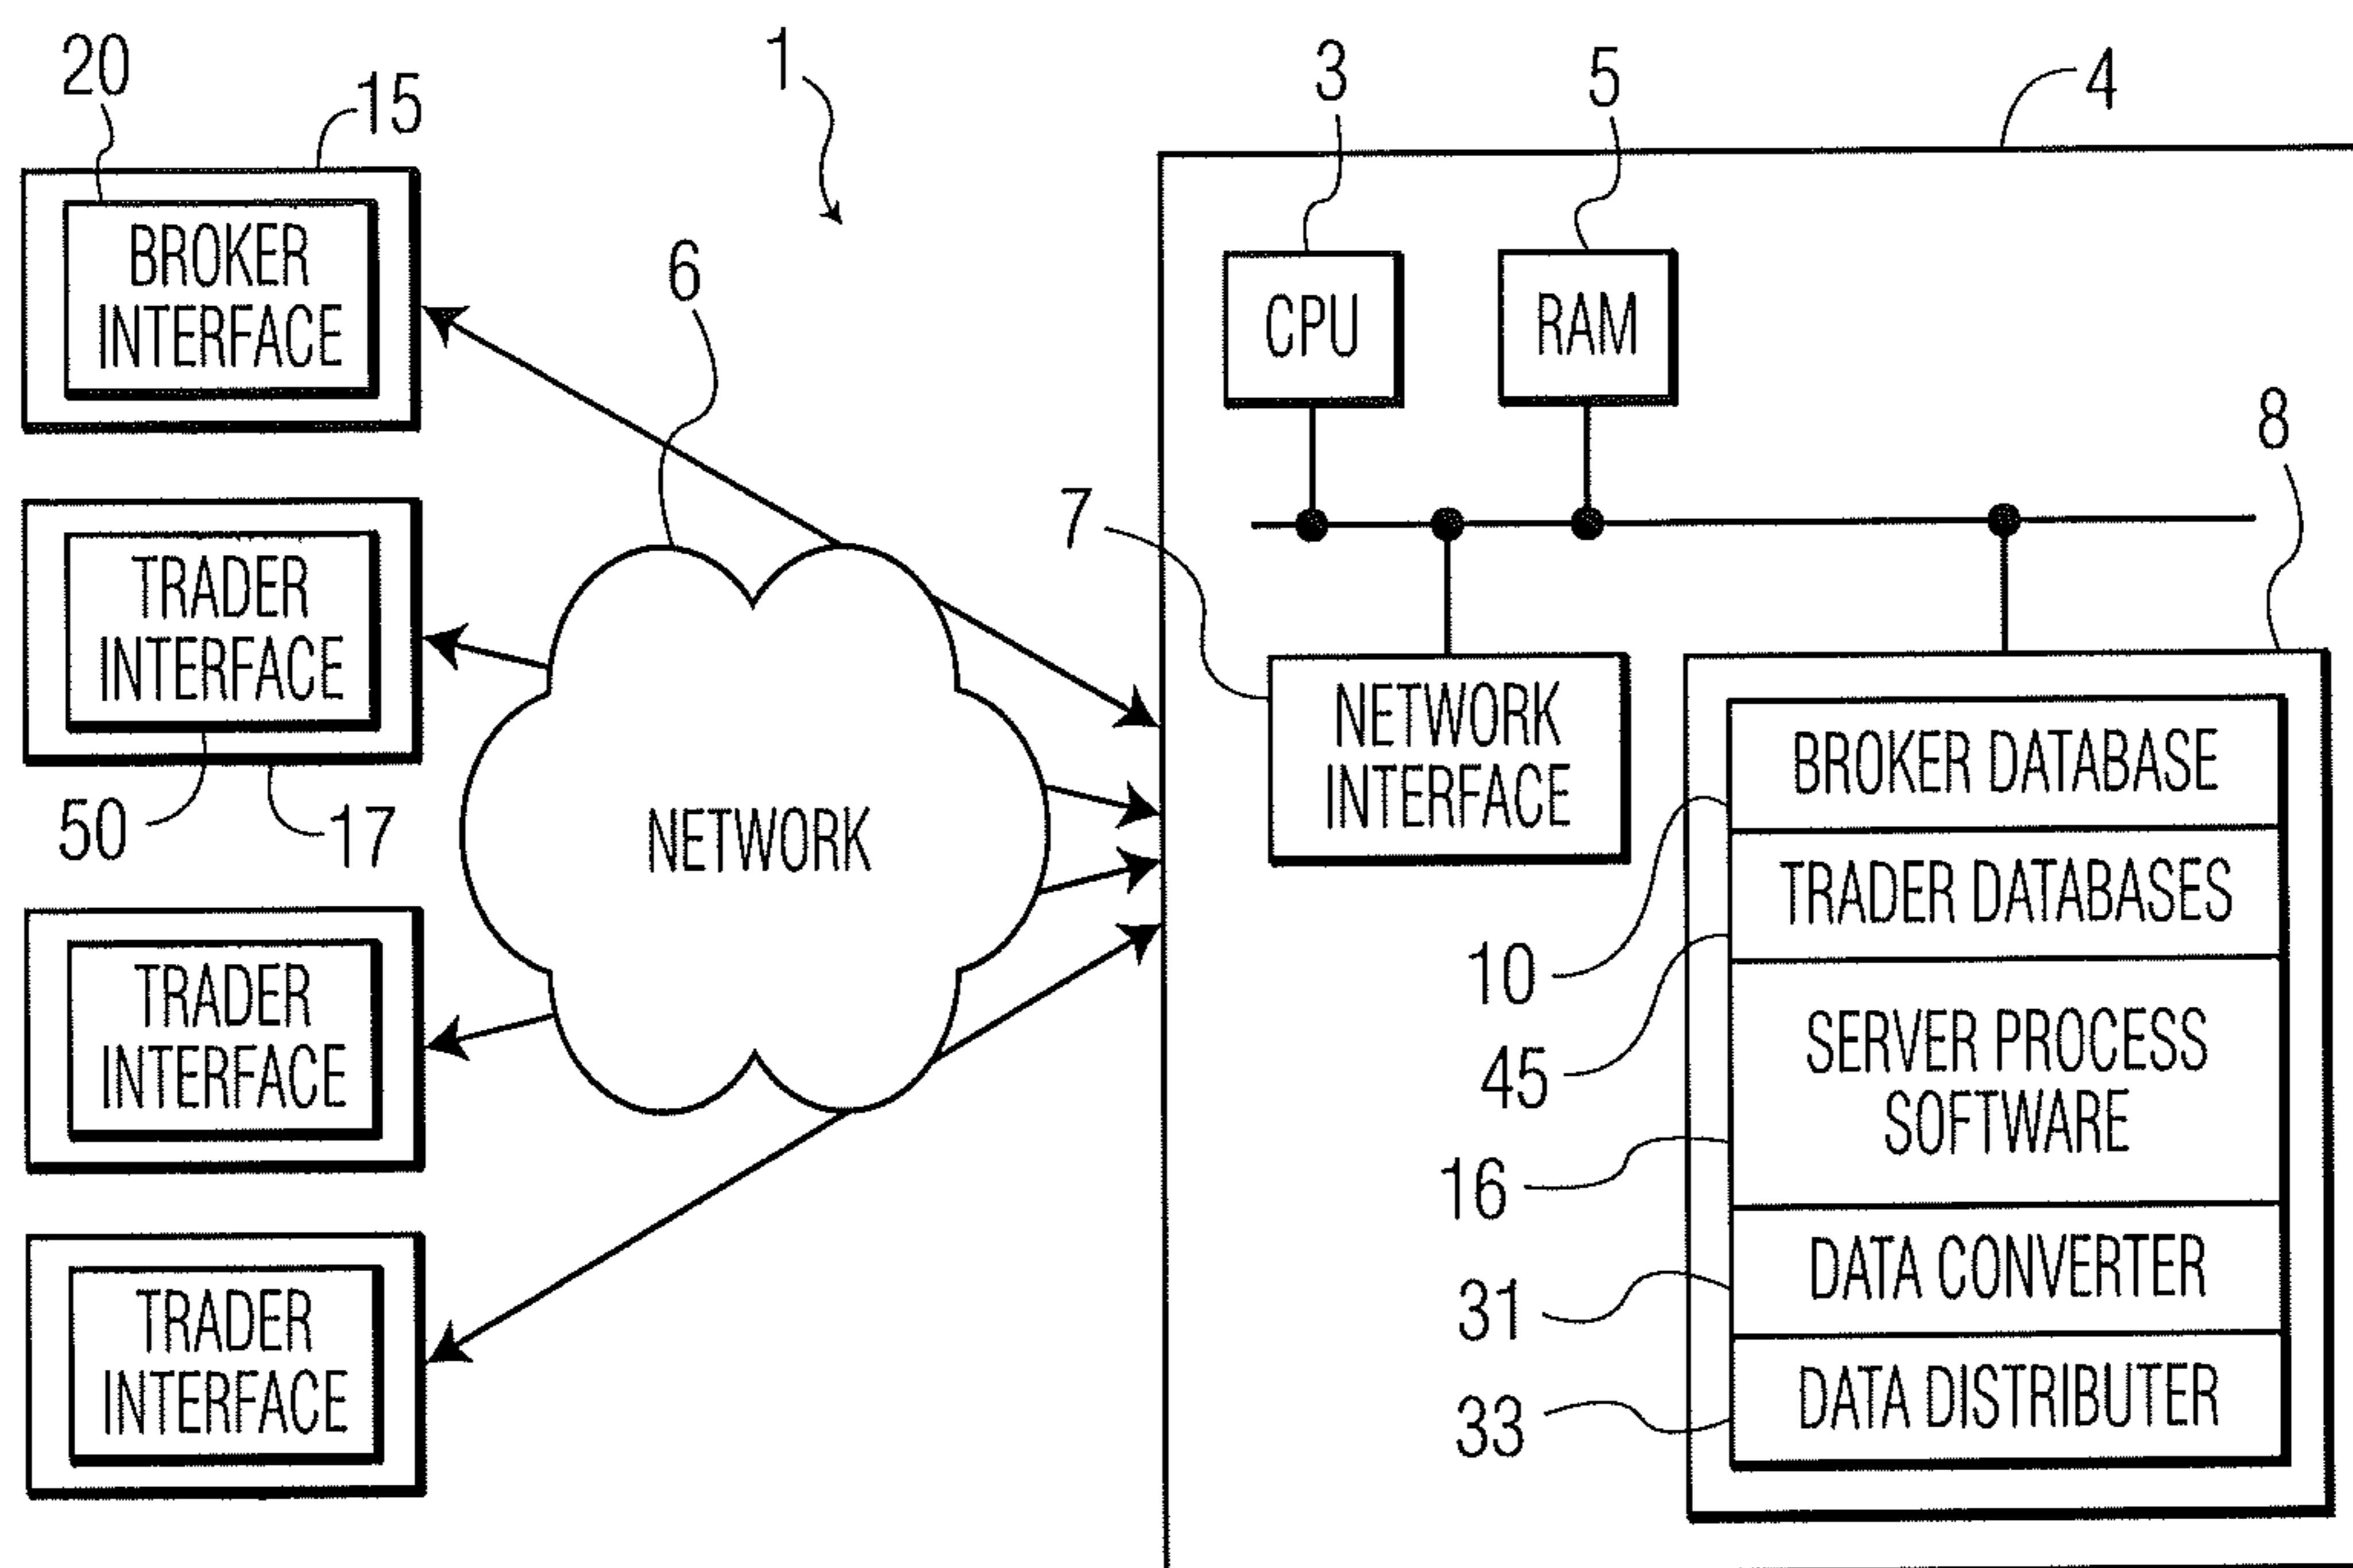 20
15
1
3
5
4
BROKER
INTERFACE
6
CPU
RAM
8
7
TRADER
INTERFACE
50
17
NETWORK
NETWORK
INTERFACE
BROKER DATABASE
TRADER DATABASES
10
45
SERVER PROCESS
SOFTWARE
16
TRADER
INTERFACE
31
DATA CONVERTER
TRADER
INTERFACE
33
DATA DISTRIBUTER